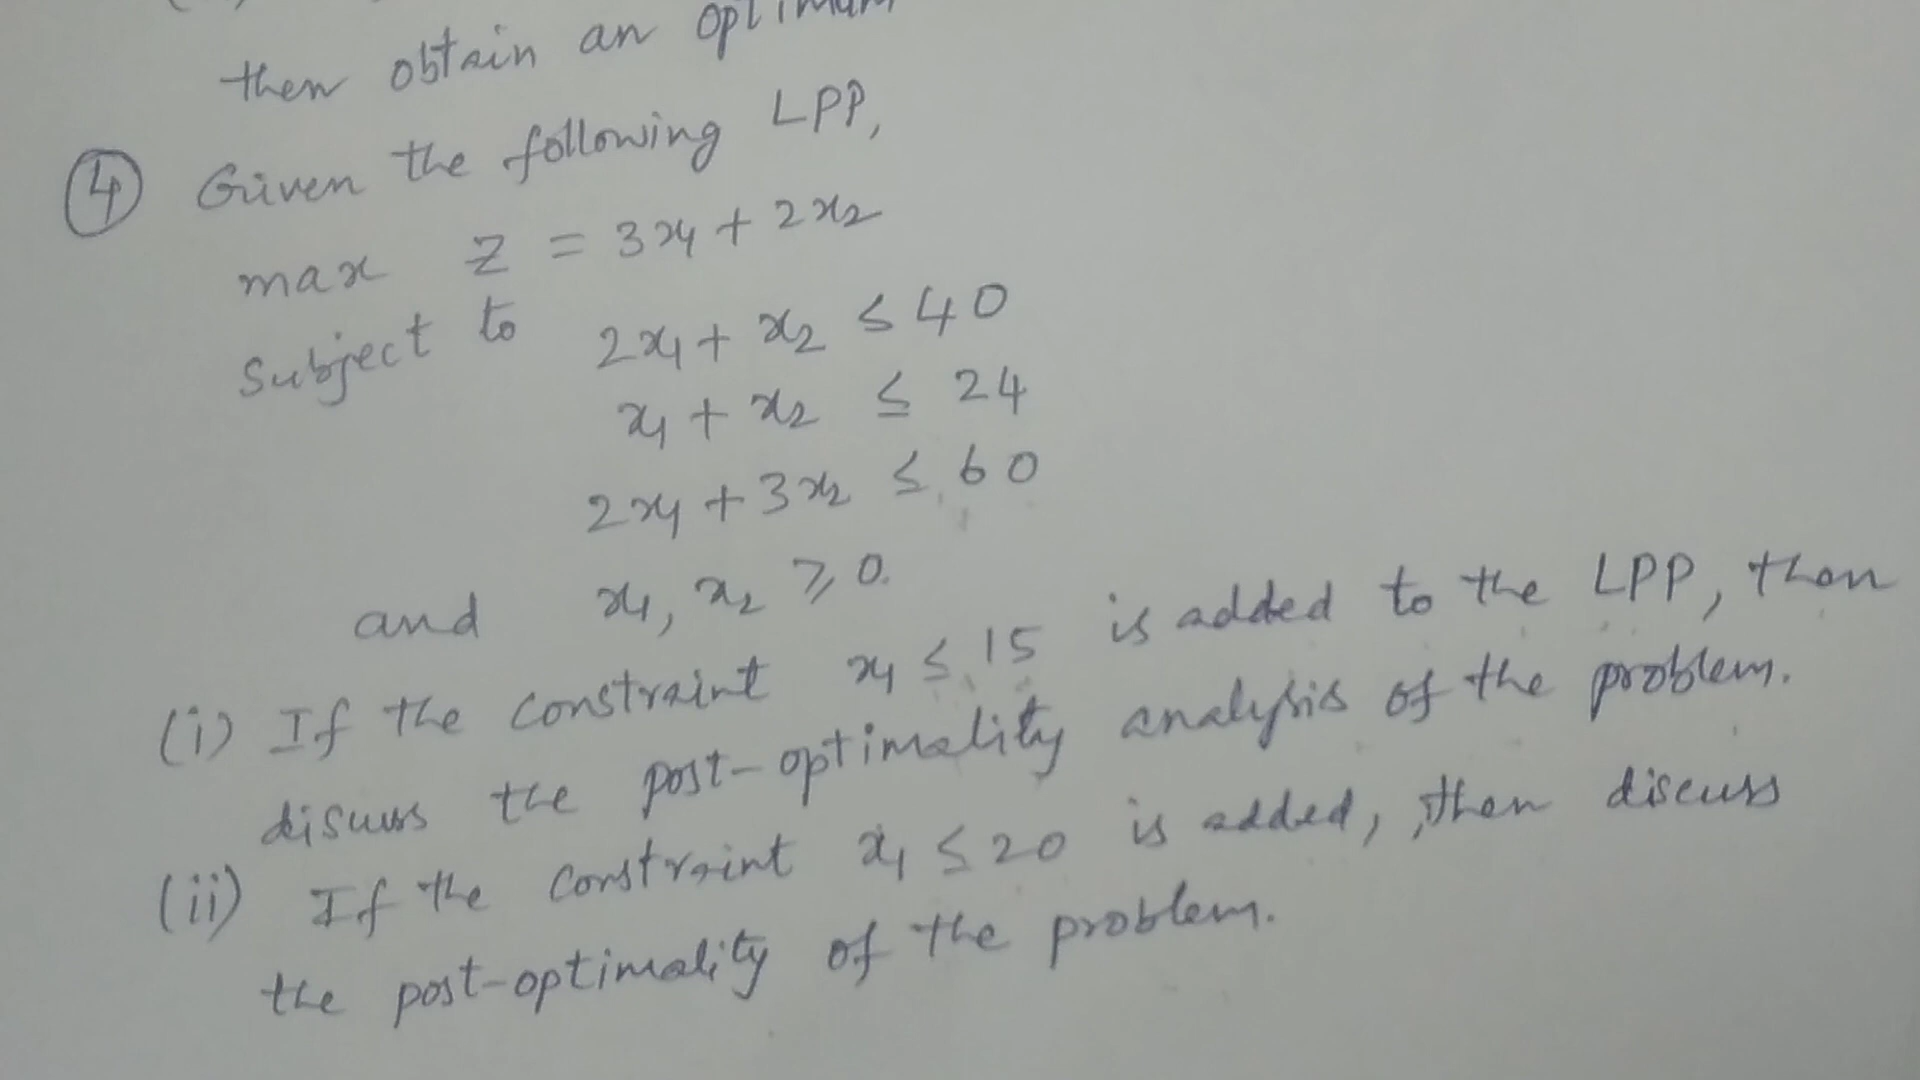 then obtain an optimum
④ Given the following LPP,
max z = 3x₁ + 2x₂
Subject to 2x₁ + x₂ ≤ 40
x₁ + x₂ ≤ 24
2x₁ + 3x₂ ≤ 60
and x₁, x₂ ≥ 0.
(i) If the constraint x₁ ≤ 15 is added to the LPP, then
discuss the post-optimality analysis of the problem.
(ii) If the constraint x₁ ≤ 20 is added, then discuss
the post-optimality of the problem.